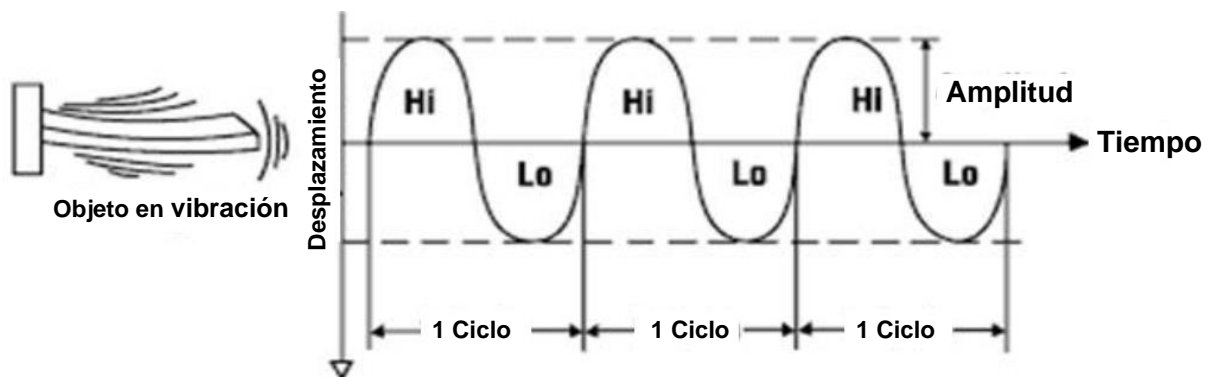 Hi
Hi
Hi
Amplitud
Desplazamiento
Tiempo
Lo
Lo
Lo
Objeto en vibración
1 Ciclo
1 Ciclo
1 Ciclo